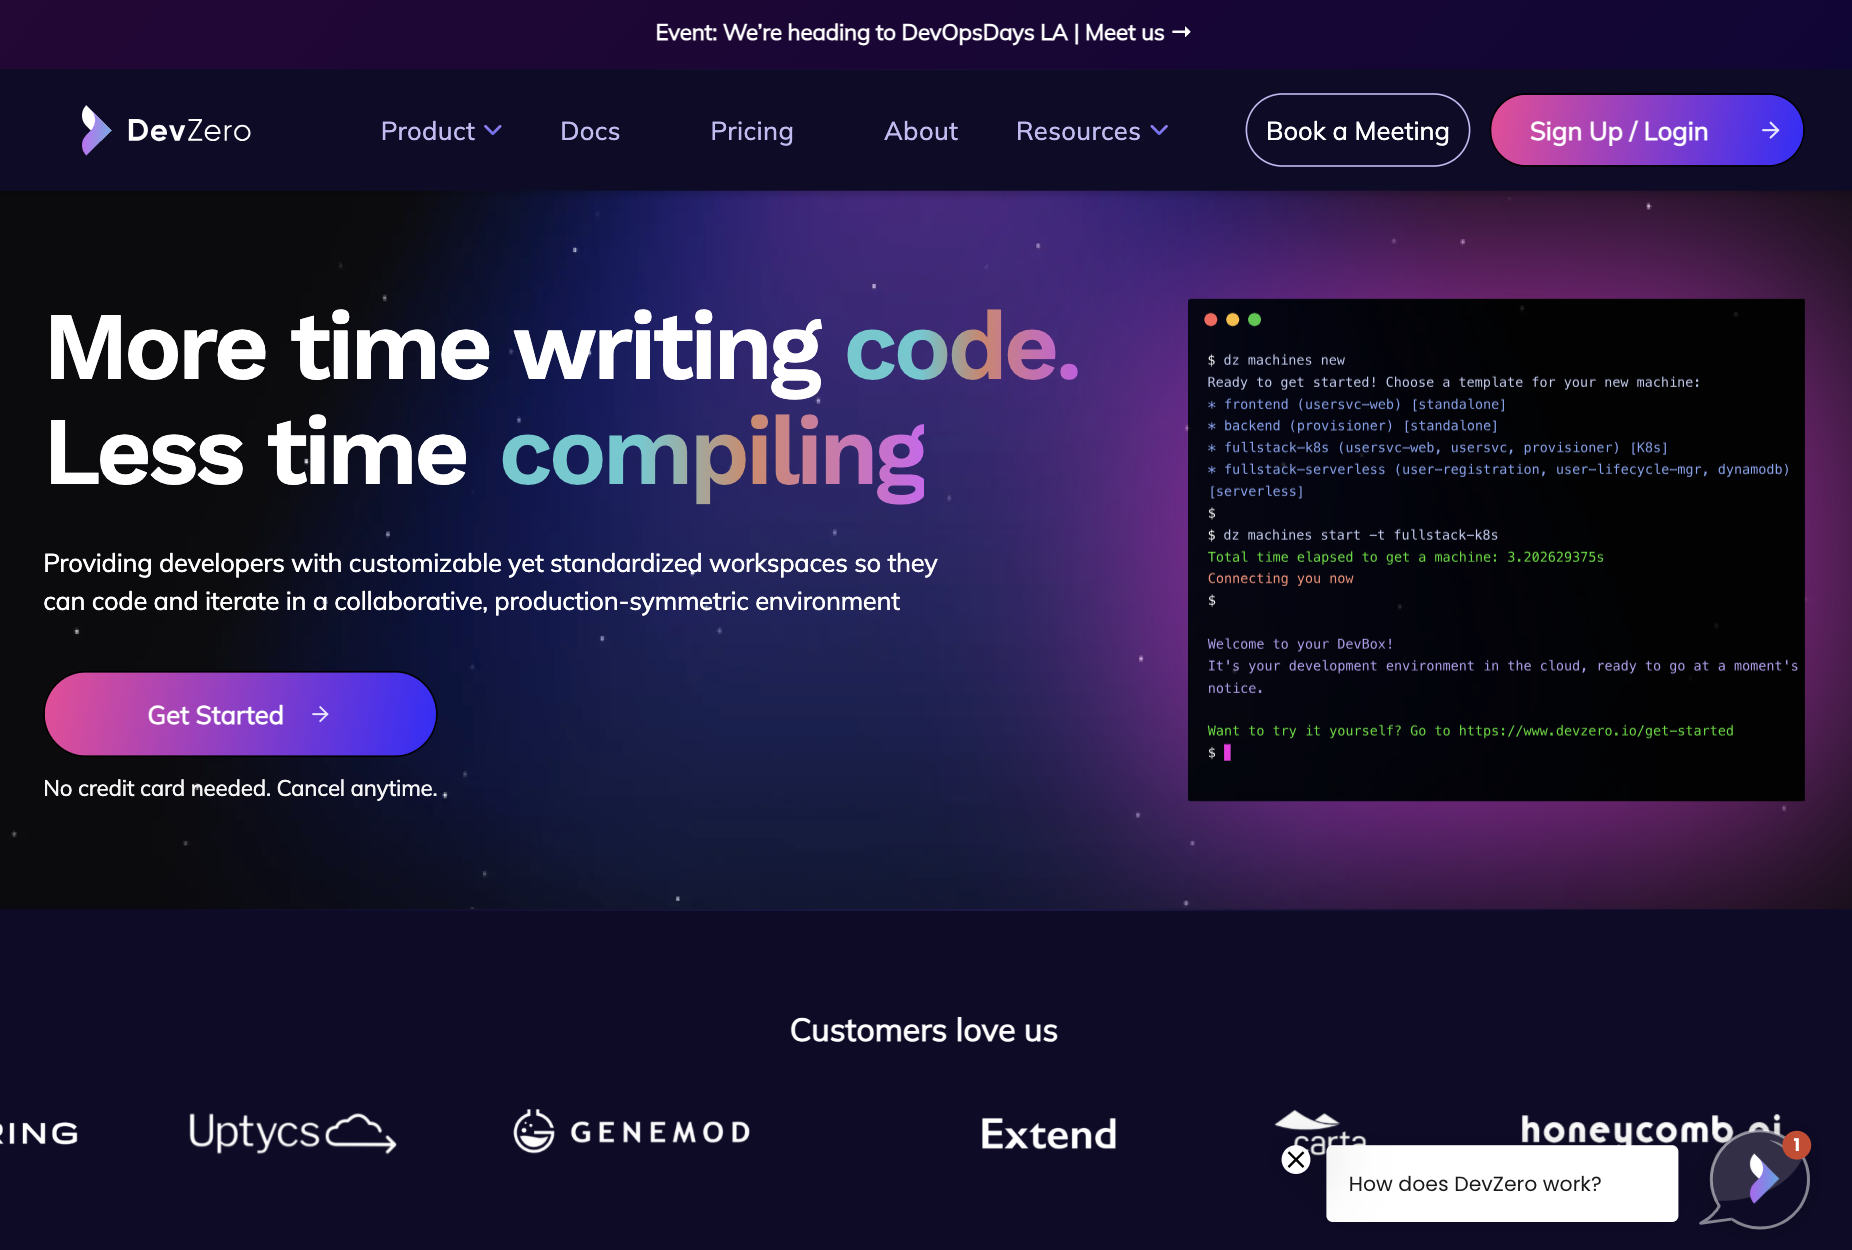 Event: We're heading to DevOpsDays LA | Meet us →
DevZero
Product
Docs
Pricing
About
Resources
Book a Meeting
Sign Up / Login →
More time writing code.
Less time compiling
Providing developers with customizable yet standardized workspaces so they
can code and iterate in a collaborative, production-symmetric environment
Get Started →
No credit card needed. Cancel anytime.
$ dz machines new
Ready to get started! Choose a template for your new machine:
* frontend (usersvc-web) [standalone]
* backend (provisioner) [standalone]
* fullstack-k8s (usersvc-web, usersvc, provisioner) [K8s]
* fullstack-serverless (user-registration, user-lifecycle-mgr, dynamodb)
[serverless]
$
$ dz machines start -t fullstack-k8s
Total time elapsed to get a machine: 3.202629375s
Connecting you now
$
Welcome to your DevBox!
It's your development environment in the cloud, ready to go at a moment's
notice.
Want to try it yourself? Go to https://www.devzero.io/get-started
$
Customers love us
RING
Uptycs
GENEMOD
Extend
carta
honeycomb.ai
How does DevZero work?
1